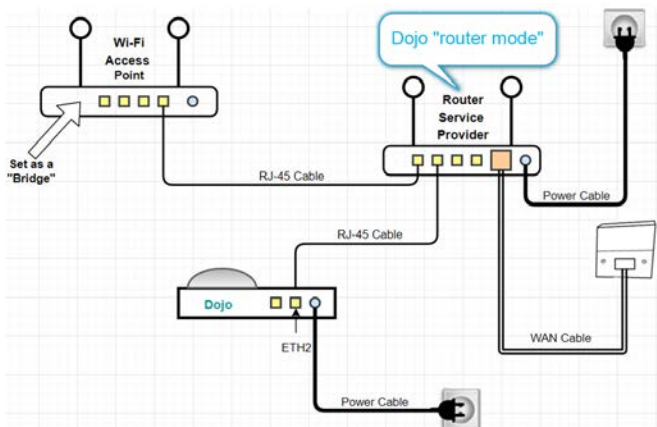 Dojo "router mode"
Wi-Fi
Access
Point
Router
Service
Provider
Set as a
"Bridge"
RJ-45 Cable
Power Cable
RJ-45 Cable
Dojo
ETH2
WAN Cable
Power Cable